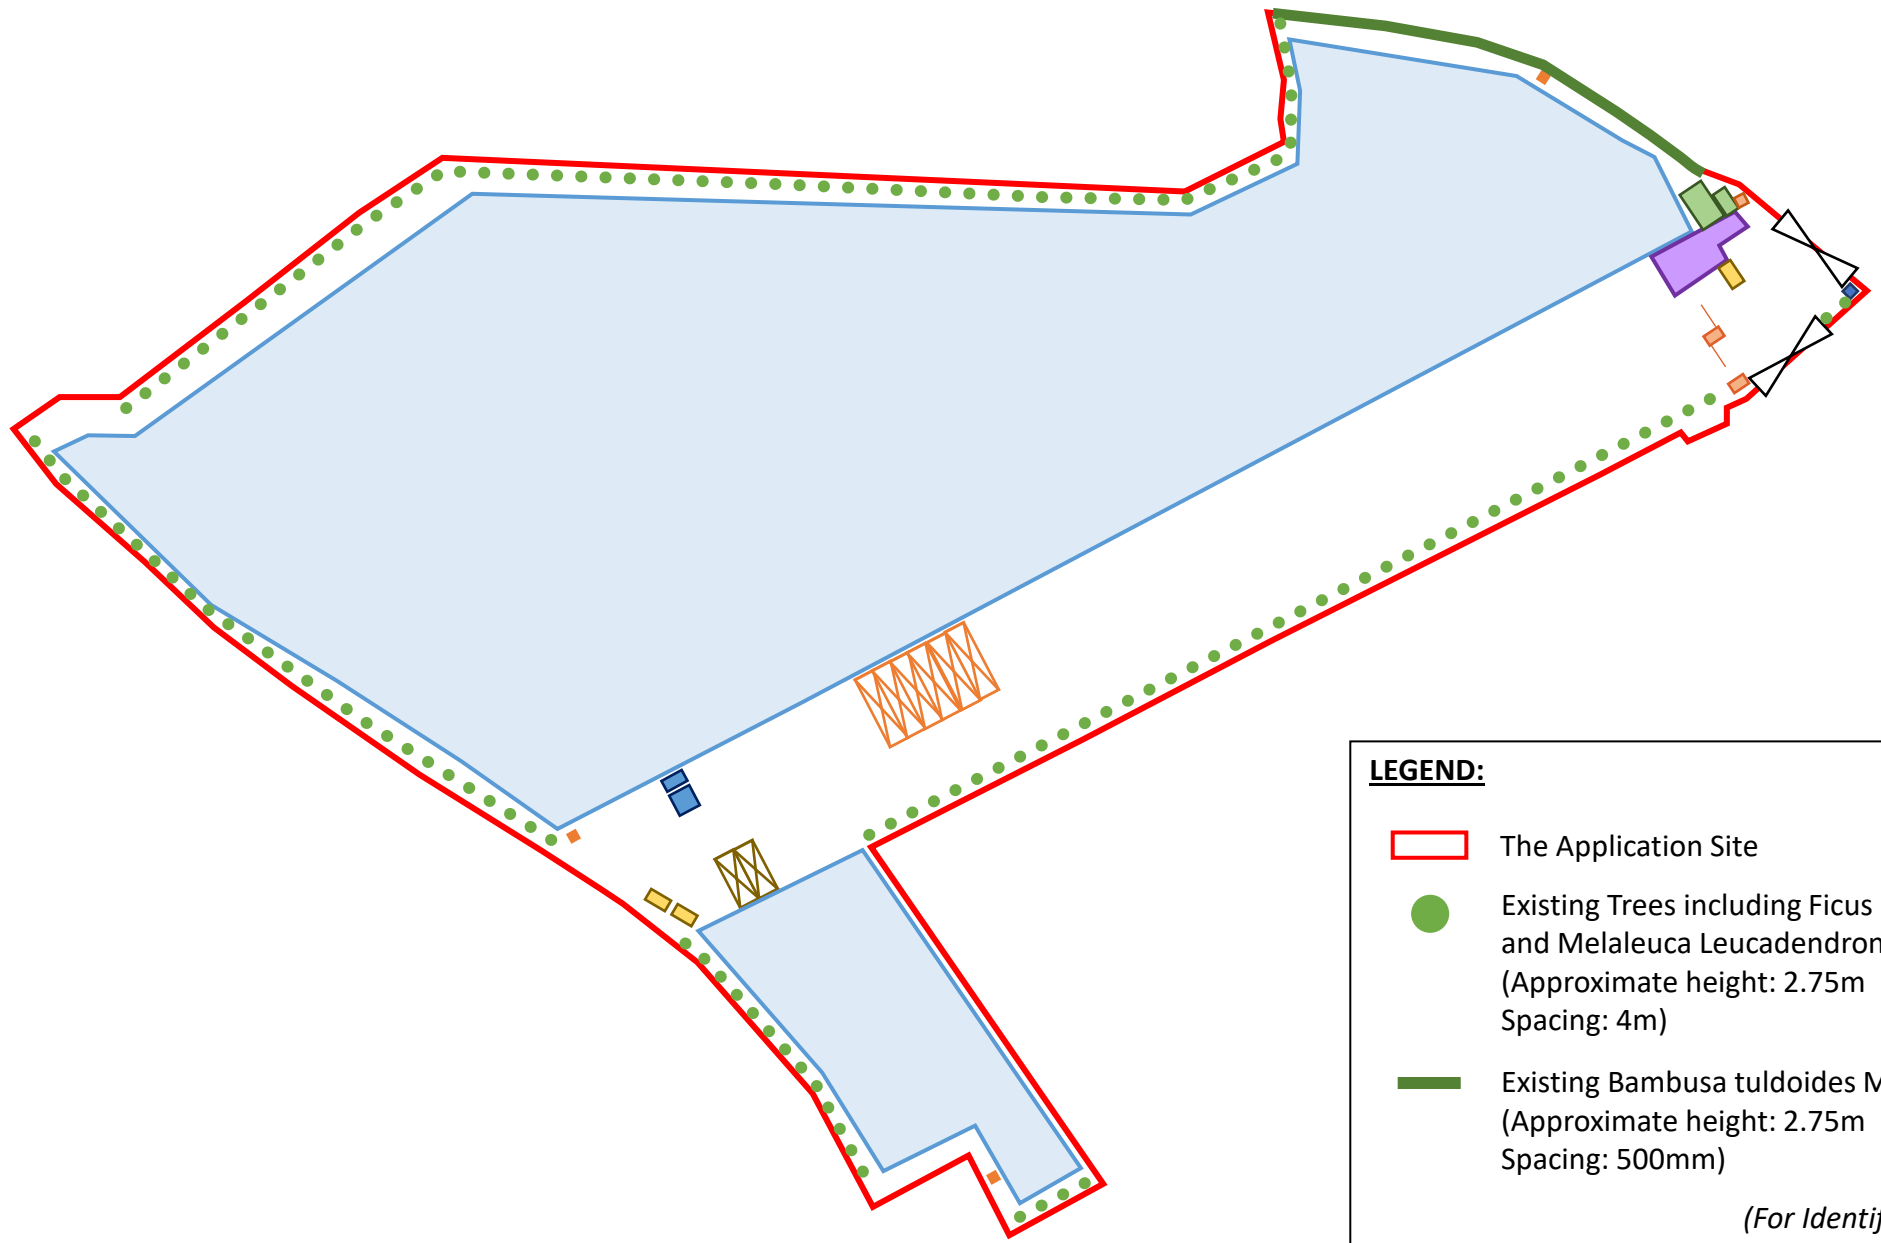 LEGEND:
The Application Site
Existing Trees including Ficus
and Melaleuca Leucadendron
(Approximate height: 2.75m
Spacing: 4m)
Existing Bambusa tuldoides
(Approximate height: 2.75m
Spacing: 500mm)
(For